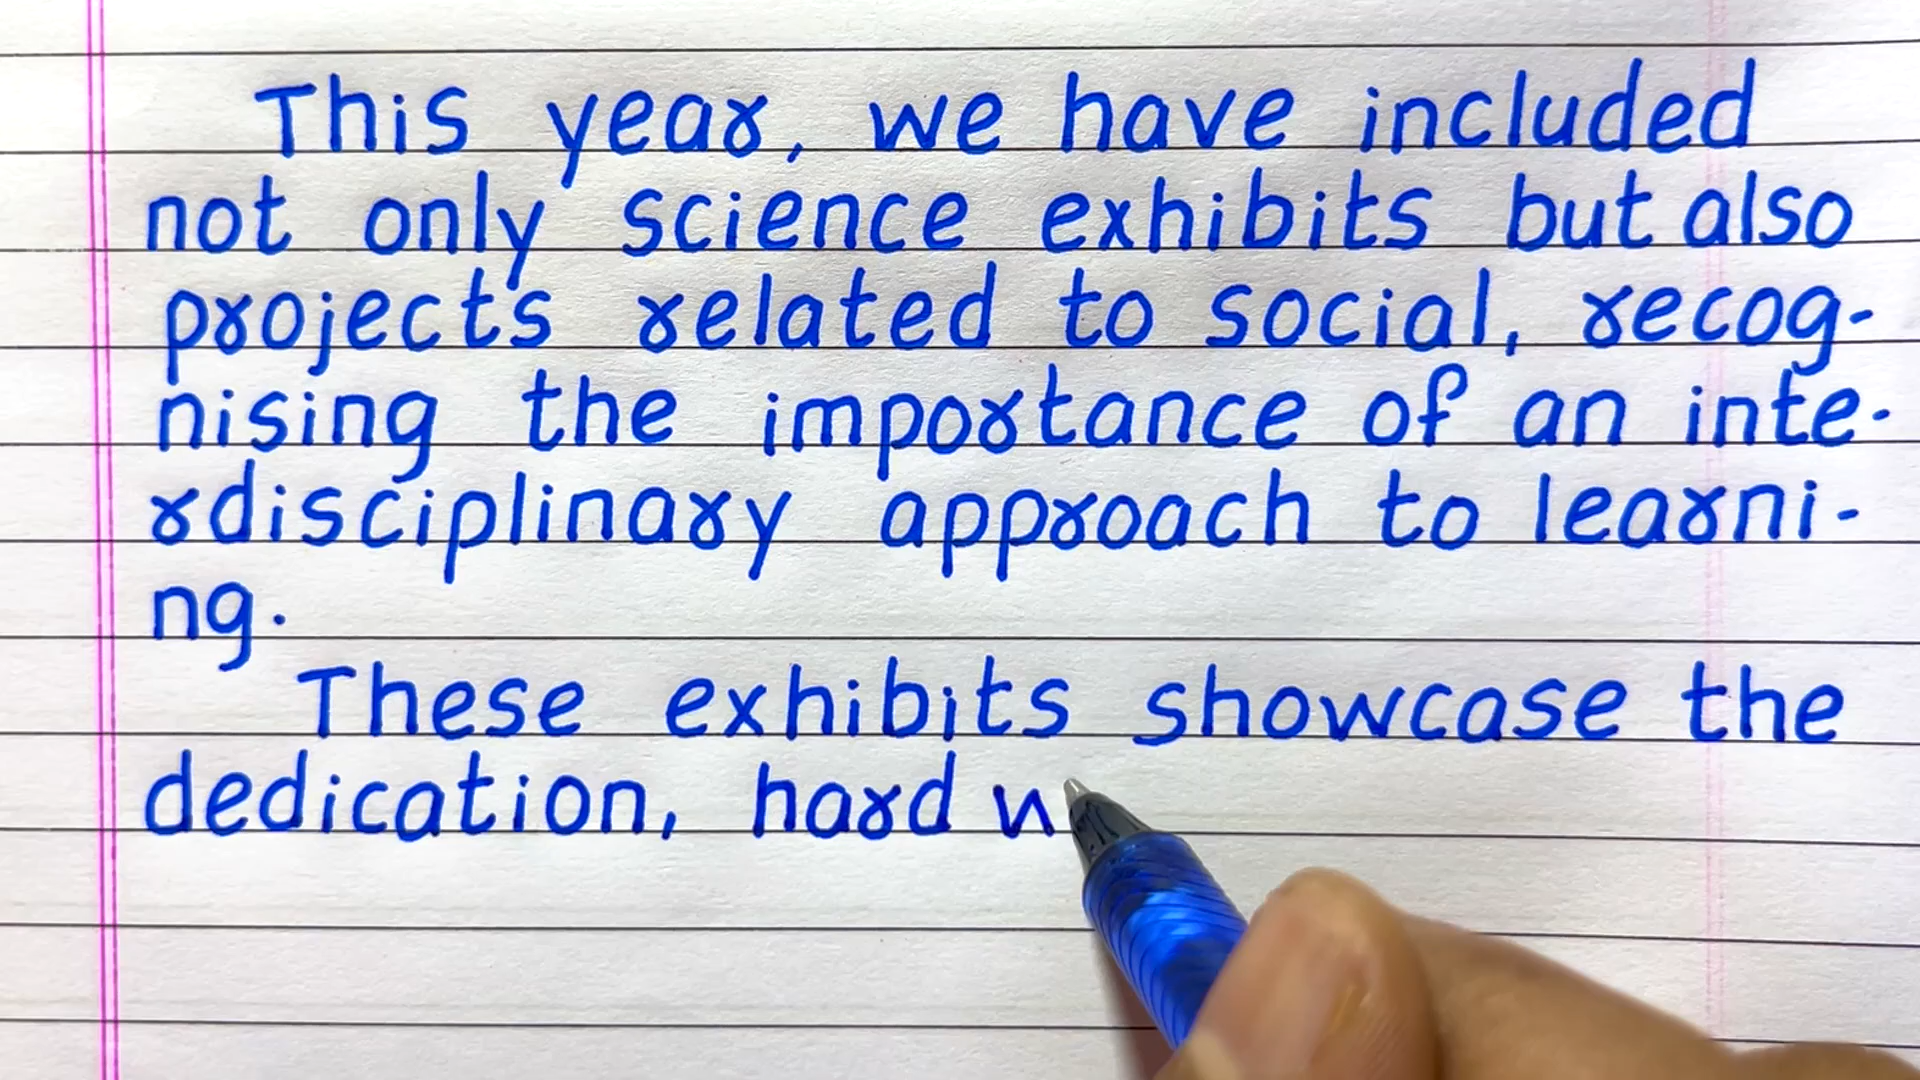 This year, we have included
not only science exhibits but also
projects related to social, recog-
nising the importance of an inte-
rdisciplinary approach to learni-
ng.
These exhibits showcase the
dedication, hard